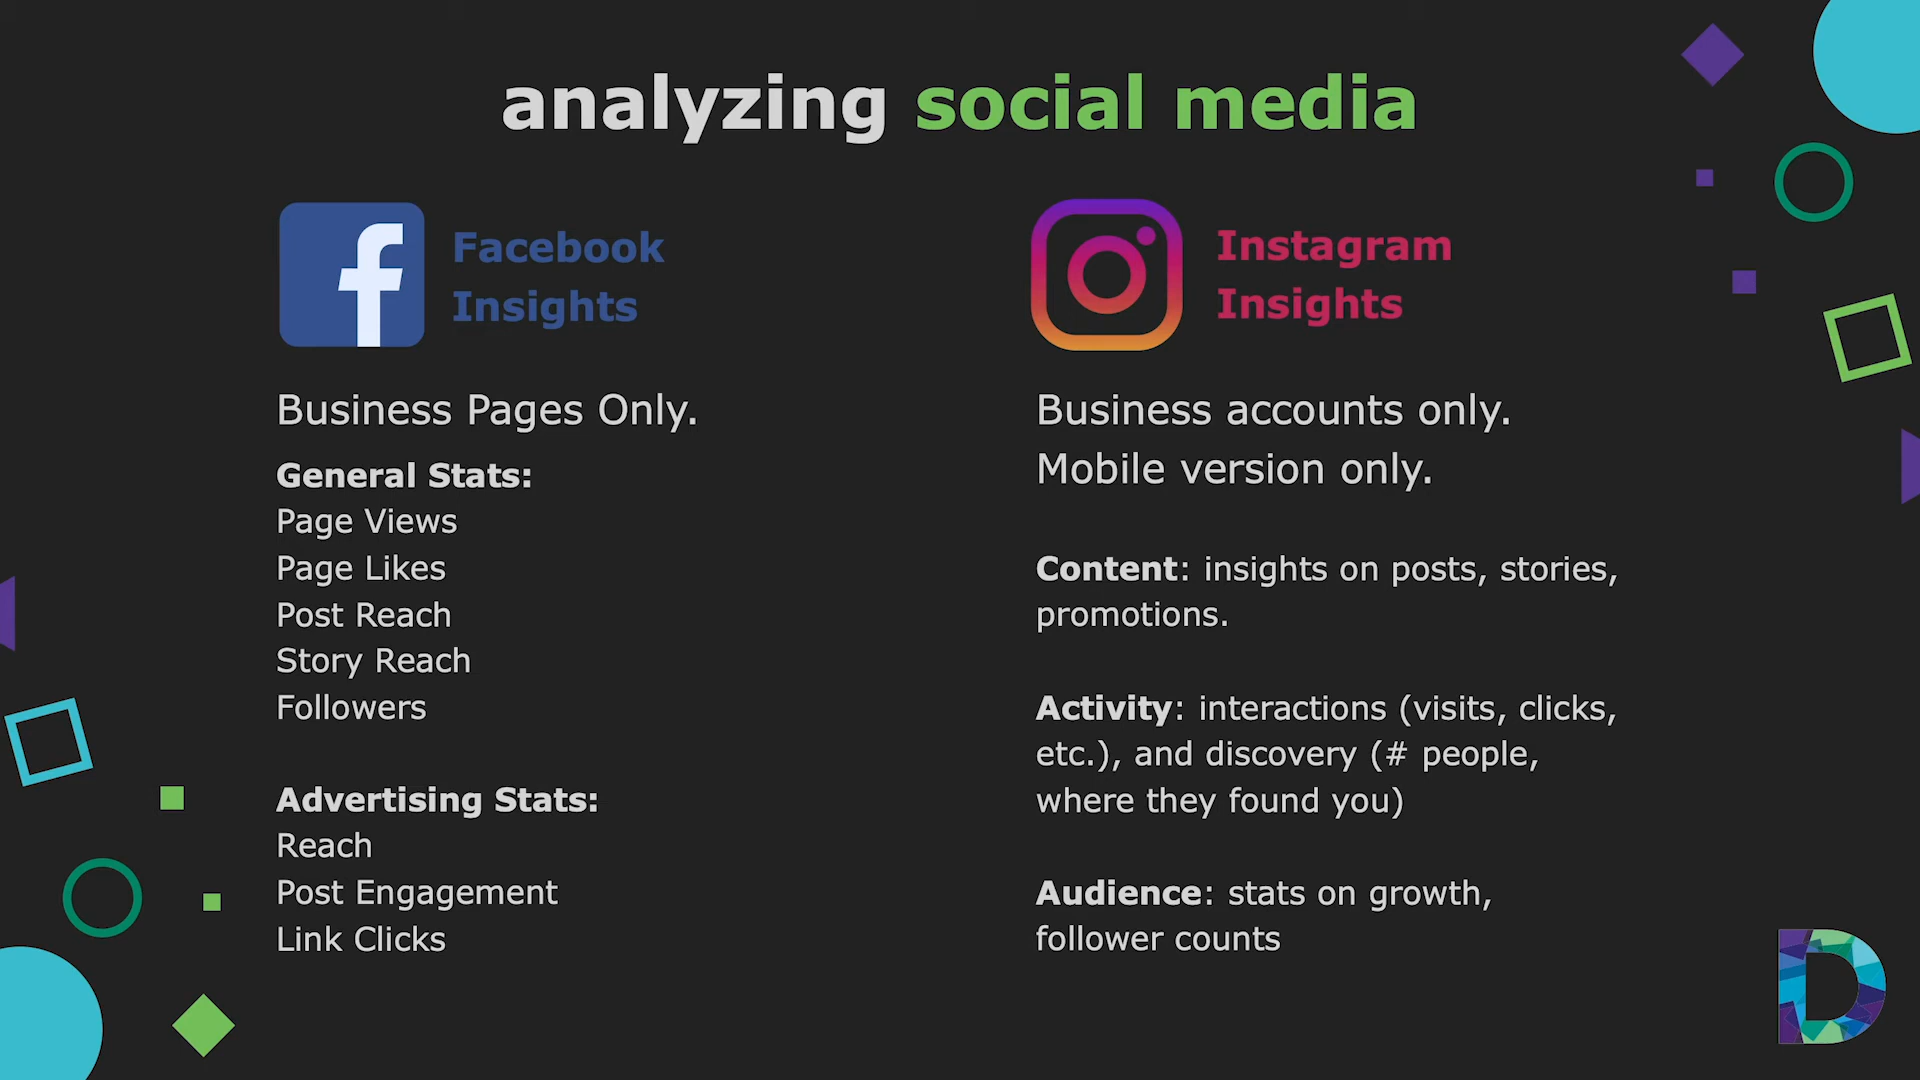 analyzing social media
Facebook
Insights
Business Pages Only.
General Stats:
Page Views
Page Likes
Post Reach
Story Reach
Followers
Advertising Stats:
Reach
Post Engagement
Link Clicks
Instagram
Insights
Business accounts only.
Mobile version only.
Content: insights on posts, stories,
promotions.
Activity: interactions (visits, clicks,
etc.), and discovery (# people,
where they found you)
Audience: stats on growth,
follower counts
D